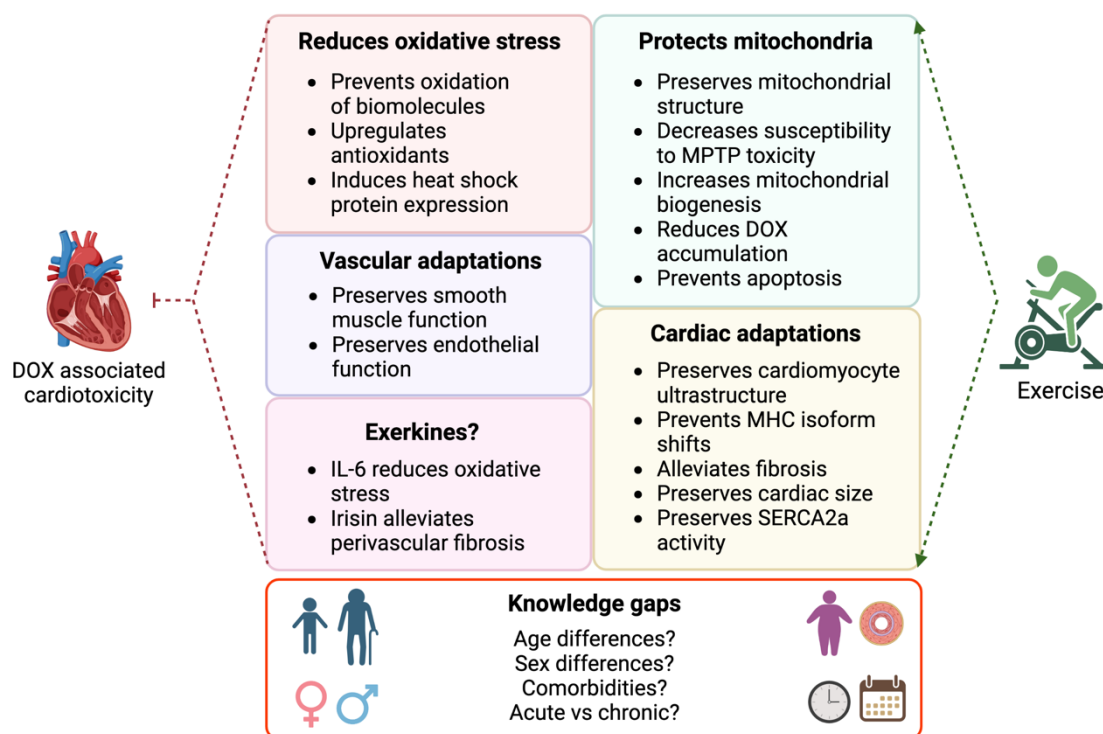 Reduces oxidative stress
• Prevents oxidation
of biomolecules
• Upregulates
antioxidants
• Induces heat shock
protein expression
Protects mitochondria
• Preserves mitochondrial
structure
• Decreases susceptibility
to MPTP toxicity
• Increases mitochondrial
biogenesis
• Reduces DOX
accumulation
• Prevents apoptosis
Vascular adaptations
• Preserves smooth
muscle function
• Preserves endothelial
function
Cardiac adaptations
• Preserves cardiomyocyte
ultrastructure
• Prevents MHC isoform
shifts
• Alleviates fibrosis
• Preserves cardiac size
• Preserves SERCA2a
activity
Exerkines?
• IL-6 reduces oxidative
stress
• Irisin alleviates
perivascular fibrosis
DOX associated
cardiotoxicity
Exercise
Knowledge gaps
Age differences?
Sex differences?
Comorbidities?
Acute vs chronic?